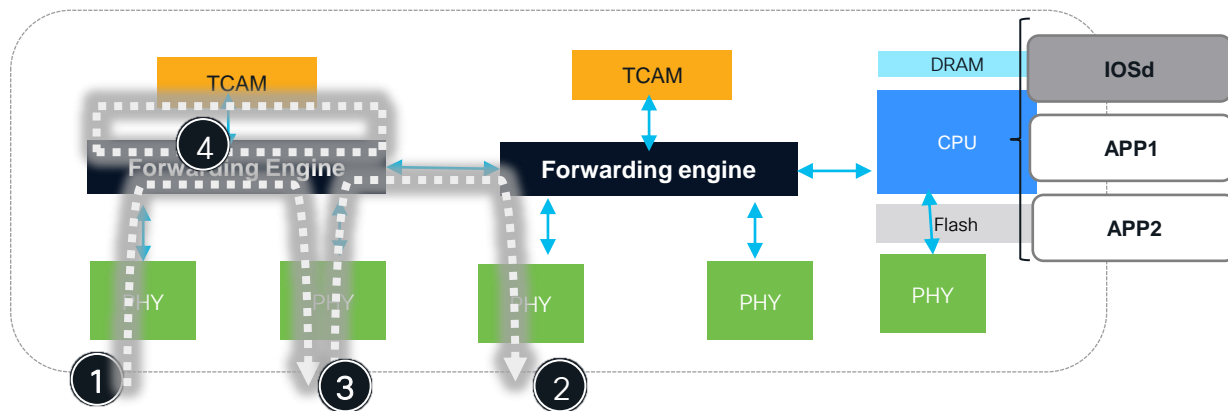 TCAM
TCAM
DRAM
IOSd
4
CPU
APP1
Forwarding Engine
Forwarding engine
Flash
APP2
PHY
PHY
PHY
PHY
PHY
1
3
2